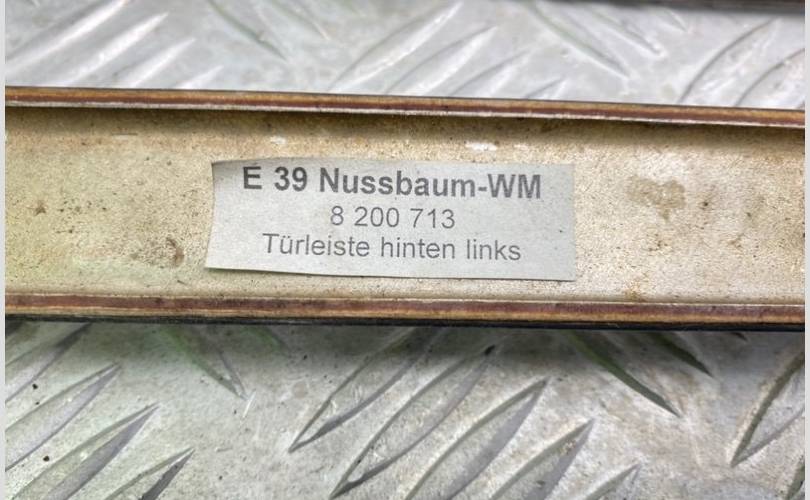 E 39 Nussbaum-WM
8 200 713
Türleiste hinten links